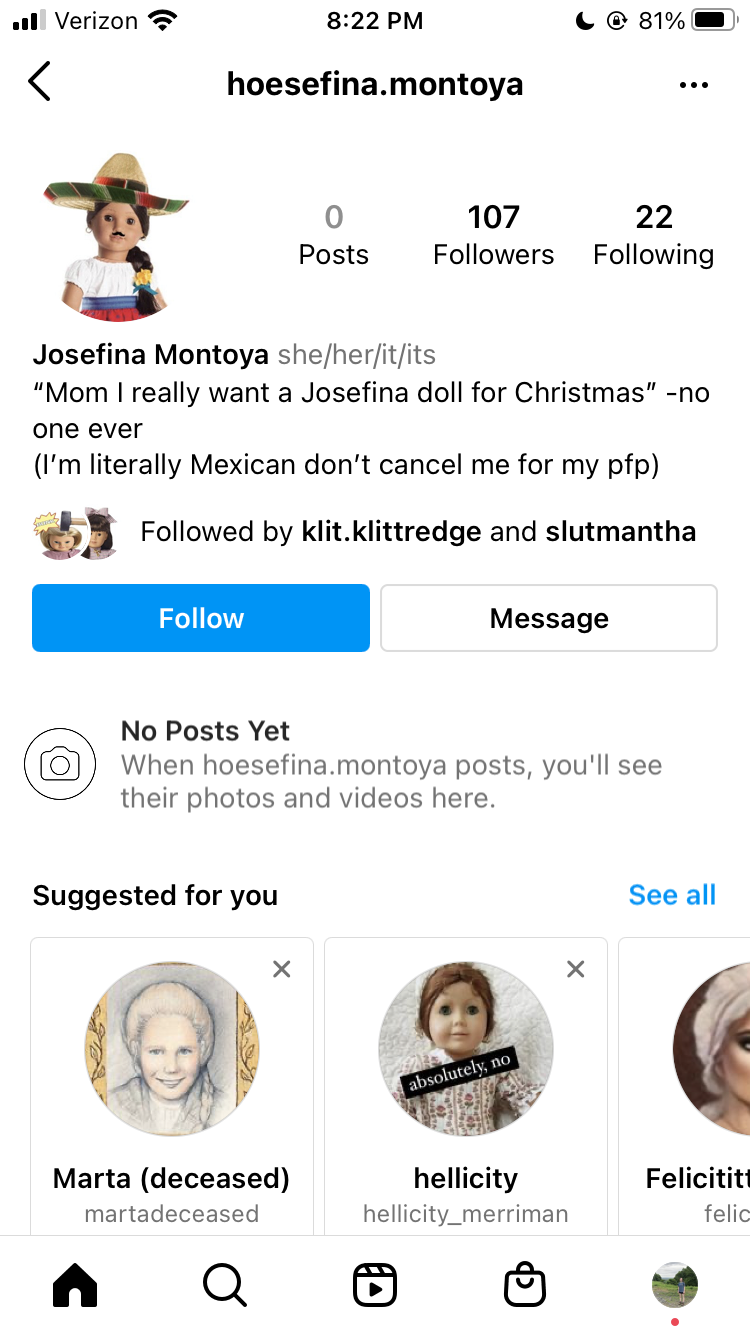 Verizon 8:22 PM 81%
hoesefina.montoya
0 107 22
Posts Followers Following
Josefina Montoya she/her/it/its
“Mom I really want a Josefina doll for Christmas” -no
one ever
(I’m literally Mexican don’t cancel me for my pfp)
Followed by klit.klittredge and slutmantha
Follow Message
No Posts Yet
When hoesefina.montoya posts, you'll see
their photos and videos here.
Suggested for you See all
absolutely, no
Marta (deceased) hellicity Felicititt
martadeceased hellicity_merriman felic